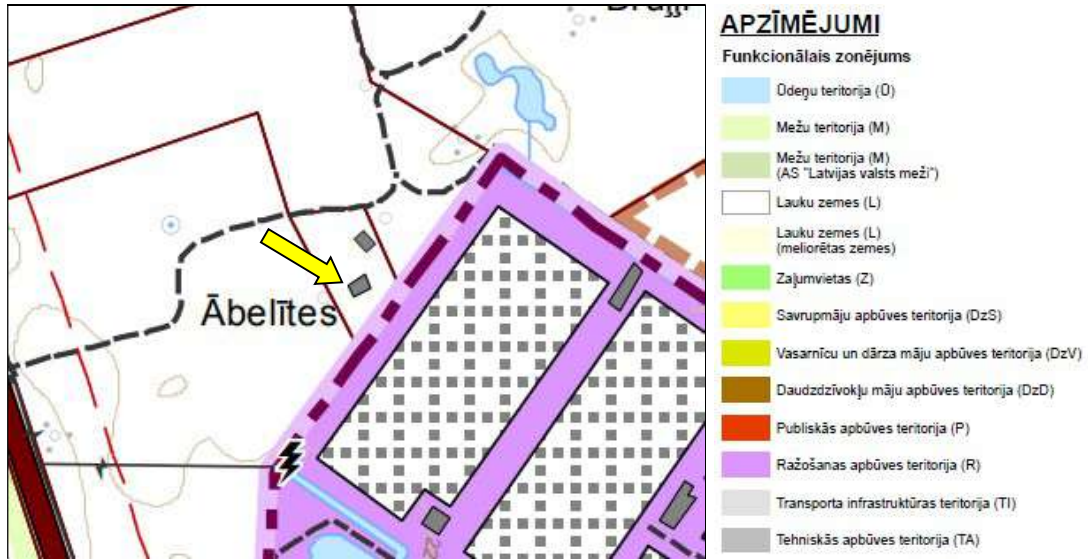 Ābelītes
APZĪMĒJUMI
Funkcionālais zonējums
Ūdeņu teritorija (Ū)
Mežu teritorija (M)
Mežu teritorija (M)
(AS "Latvijas valsts meži")
Lauku zemes (L)
Lauku zemes (L)
(meliorētas zemes)
Zaļumvietas (Z)
Savrupmāju apbūves teritorija (DzS)
Vasarnīcu un dārza māju apbūves teritorija (DzV)
Daudzdzīvokļu māju apbūves teritorija (DzD)
Publiskās apbūves teritorija (P)
Ražošanas apbūves teritorija (R)
Transporta infrastruktūras teritorija (TI)
Tehniskās apbūves teritorija (TA)